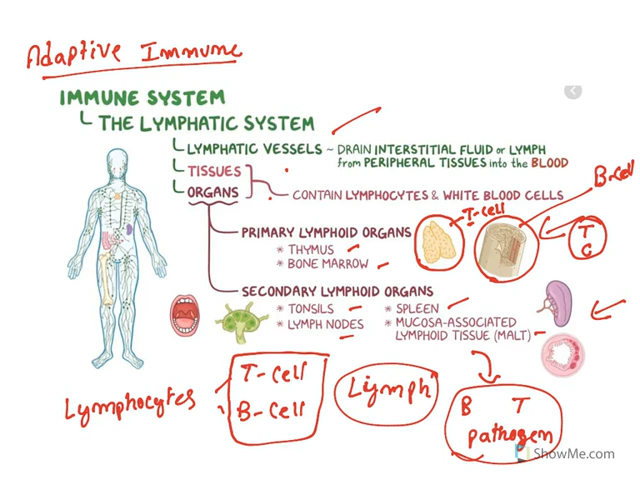 Adaptive Immune
IMMUNE SYSTEM
THE LYMPHATIC SYSTEM
LYMPHATIC VESSELS ~ DRAIN INTERSTITIAL FLUID or LYMPH
from PERIPHERAL TISSUES into the BLOOD
TISSUES
ORGANS
CONTAIN LYMPHOCYTES & WHITE BLOOD CELLS
B-Cell
T-cell
PRIMARY LYMPHOID ORGANS
* THYMUS
* BONE MARROW
T
C
SECONDARY LYMPHOID ORGANS
* TONSILS * SPLEEN
* LYMPH NODES * MUCOSA-ASSOCIATED
LYMPHOID TISSUE (MALT)
Lymphocytes
T-Cell
B-Cell
Lymph
B T
pathogen
ShowMe.com